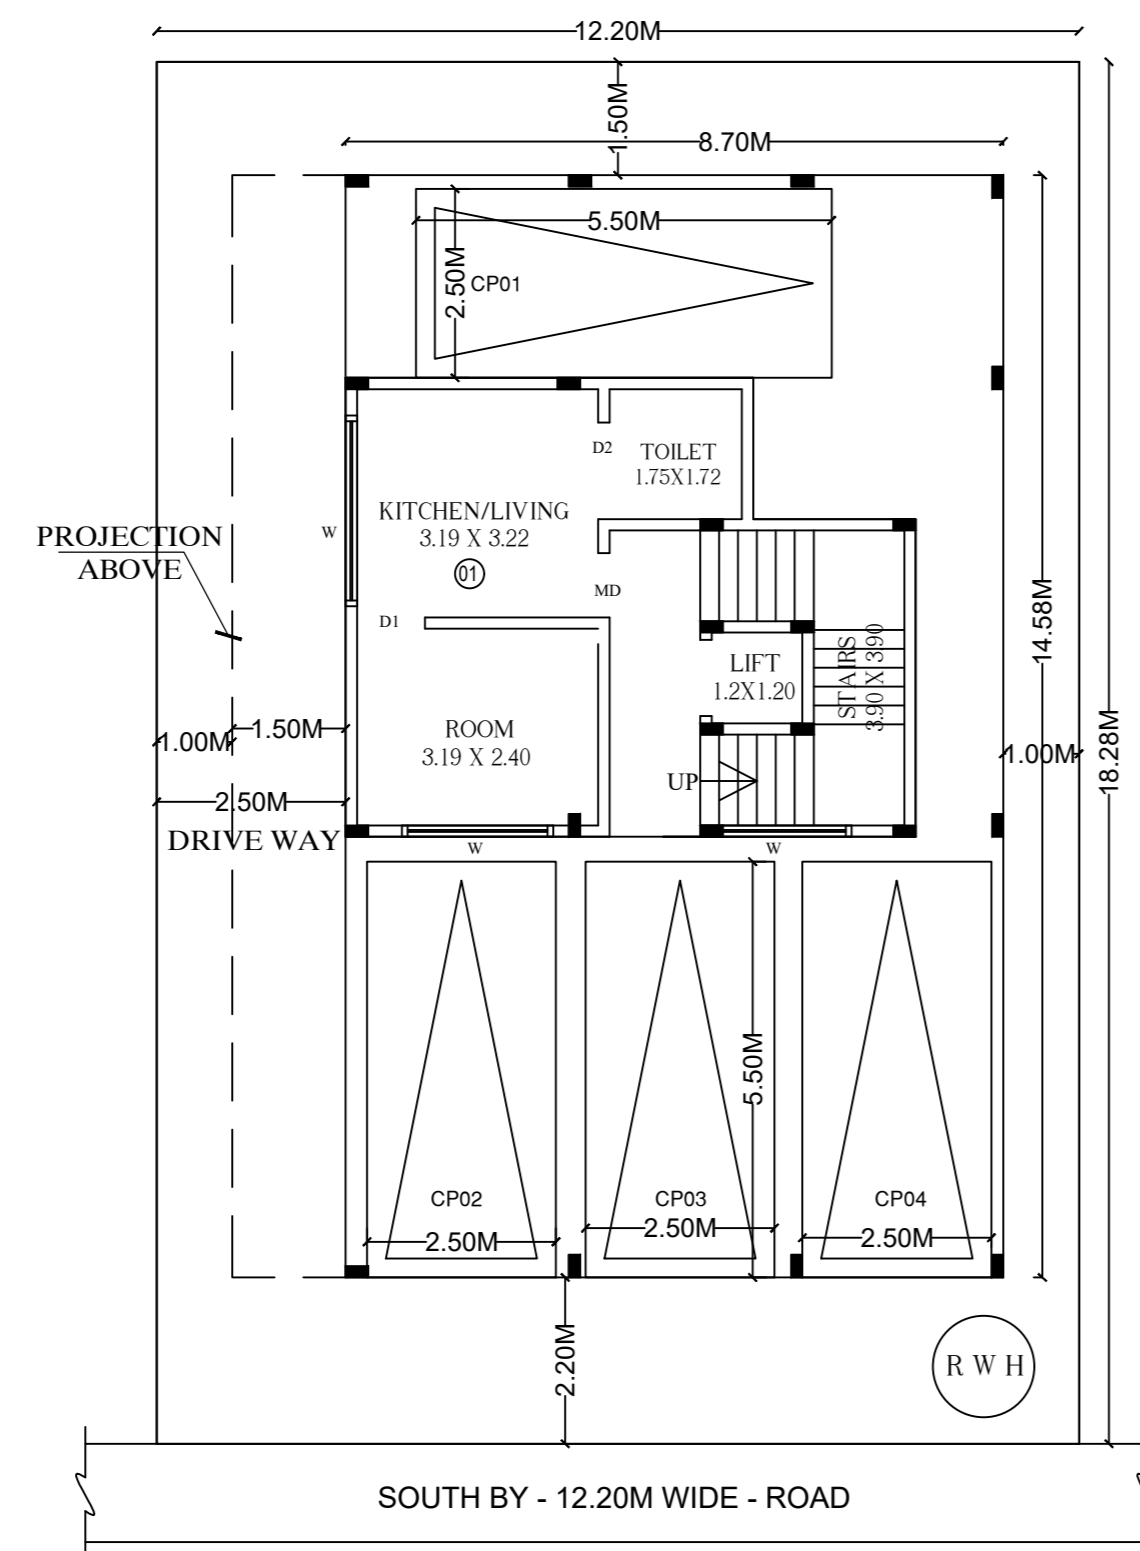 12.20M
1.50M
8.70M
5.50M
2.50M
CP01
D2
TOILET
1.75X1.72
KITCHEN/LIVING
3.19 X 3.22
01
W
PROJECTION
ABOVE
MD
D1
LIFT
1.2X1.20
STAIRS
3.90 X 3.90
14.58M
18.28M
ROOM
3.19 X 2.40
1.50M
1.00M
1.00M
UP
2.50M
DRIVE WAY
W
W
5.50M
CP02
CP03
CP04
2.50M
2.50M
2.50M
2.20M
R W H
SOUTH BY - 12.20M WIDE - ROAD